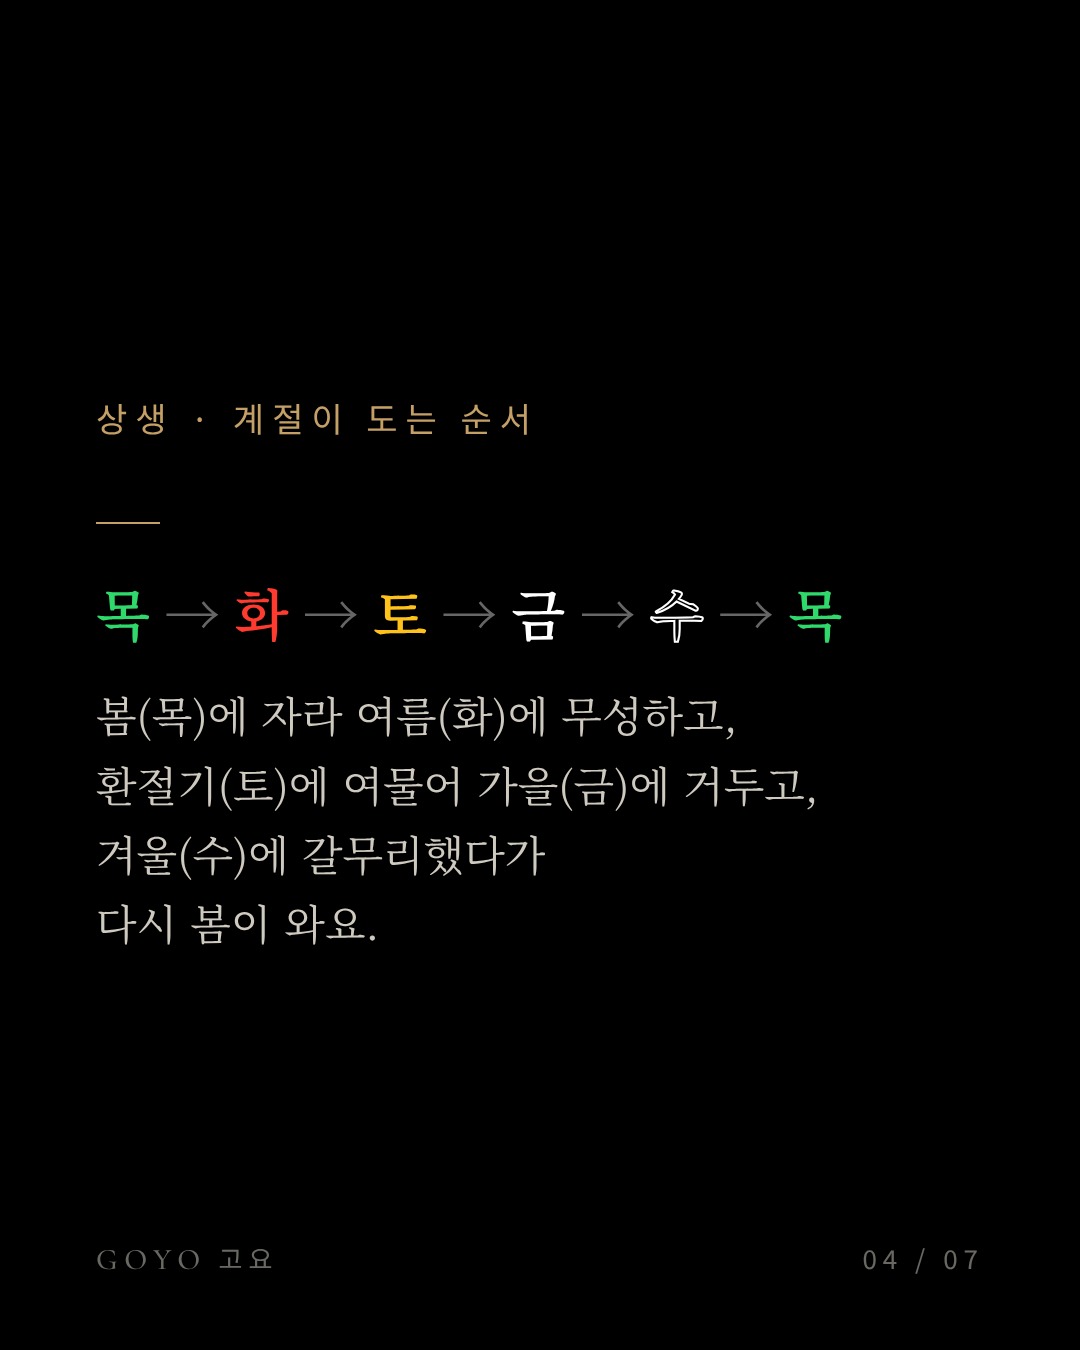 상생 · 계절이 도는 순서
목 → 화 → 토 → 금 → 수 → 목
봄(목)에 자라 여름(화)에 무성하고,
환절기(토)에 여물어 가을(금)에 거두고,
겨울(수)에 갈무리했다가
다시 봄이 와요.
GOYO 고요
04 / 07